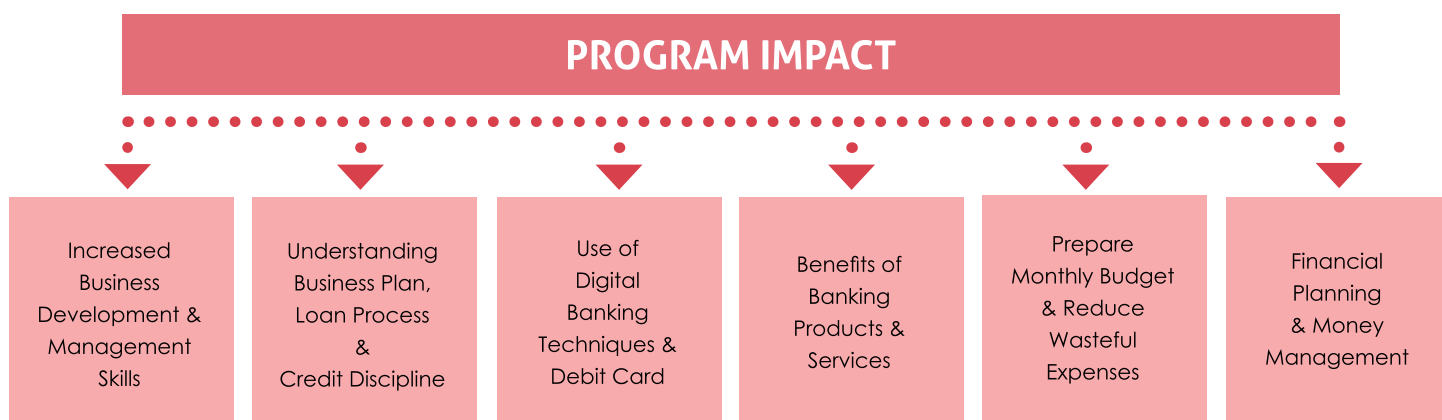 PROGRAM IMPACT
Increased
Business
Development &
Management
Skills
Understanding
Business Plan,
Loan Process
&
Credit Discipline
Use of
Digital
Banking
Techniques &
Debit Card
Benefits of
Banking
Products &
Services
Prepare
Monthly Budget
& Reduce
Wasteful
Expenses
Financial
Planning
& Money
Management